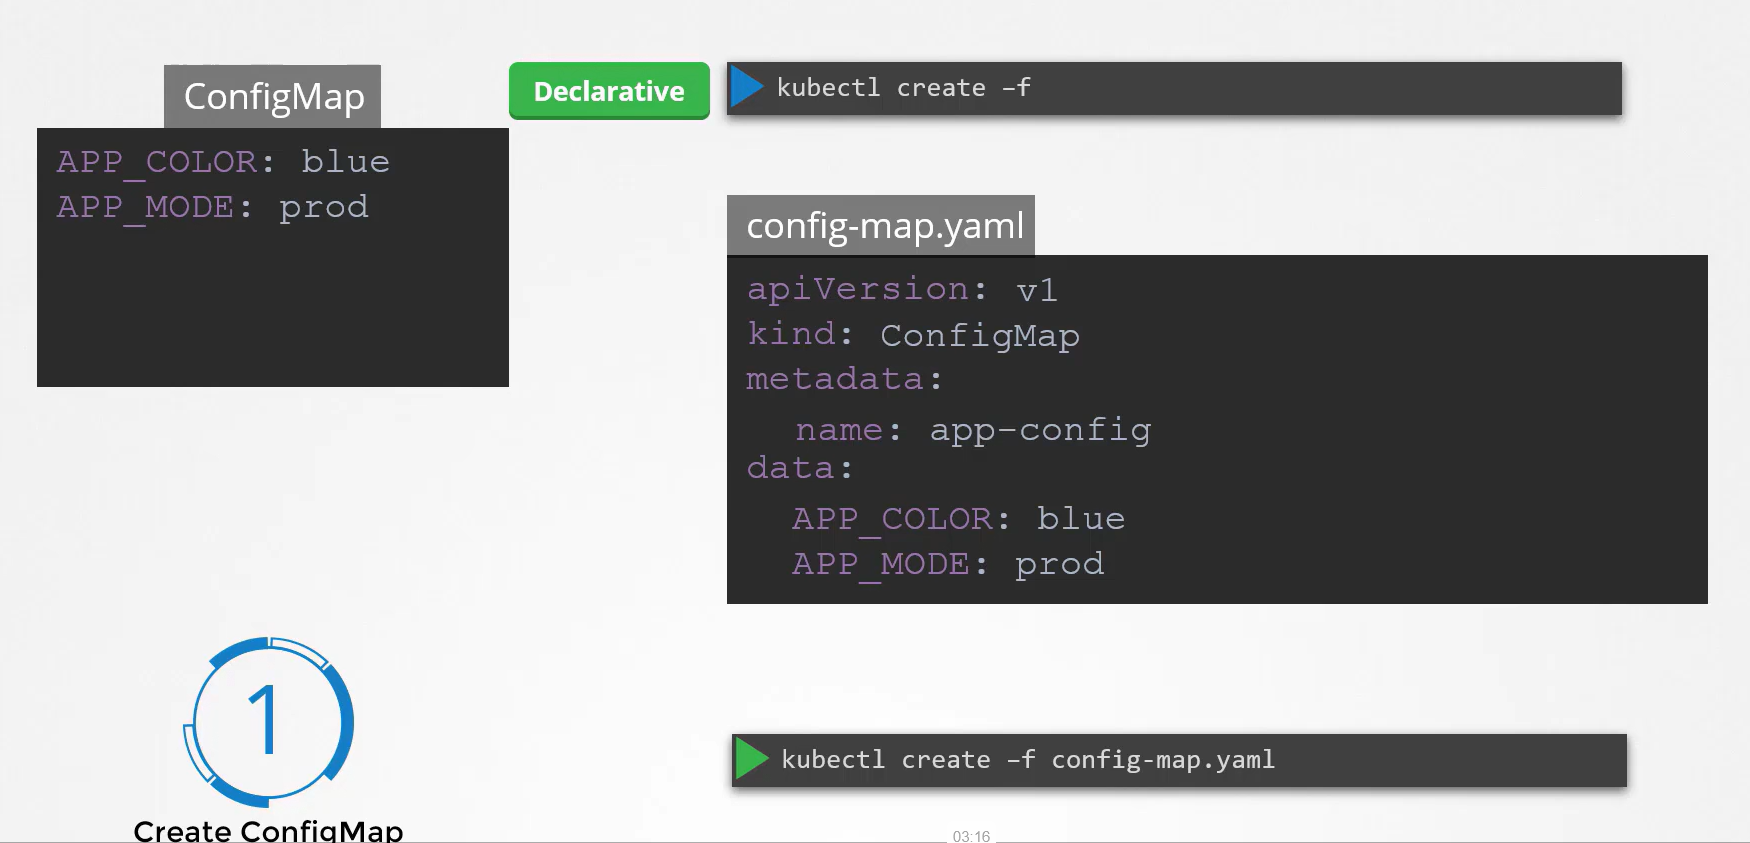 ConfigMap
APP_COLOR: blue
APP_MODE: prod
Declarative
kubectl create –f
config-map.yaml
apiVersion: v1
kind: ConfigMap
metadata:
name: app-config
data:
APP_COLOR: blue
APP_MODE: prod
1
Create ConfigMap
kubectl create –f config-map.yaml
03:16